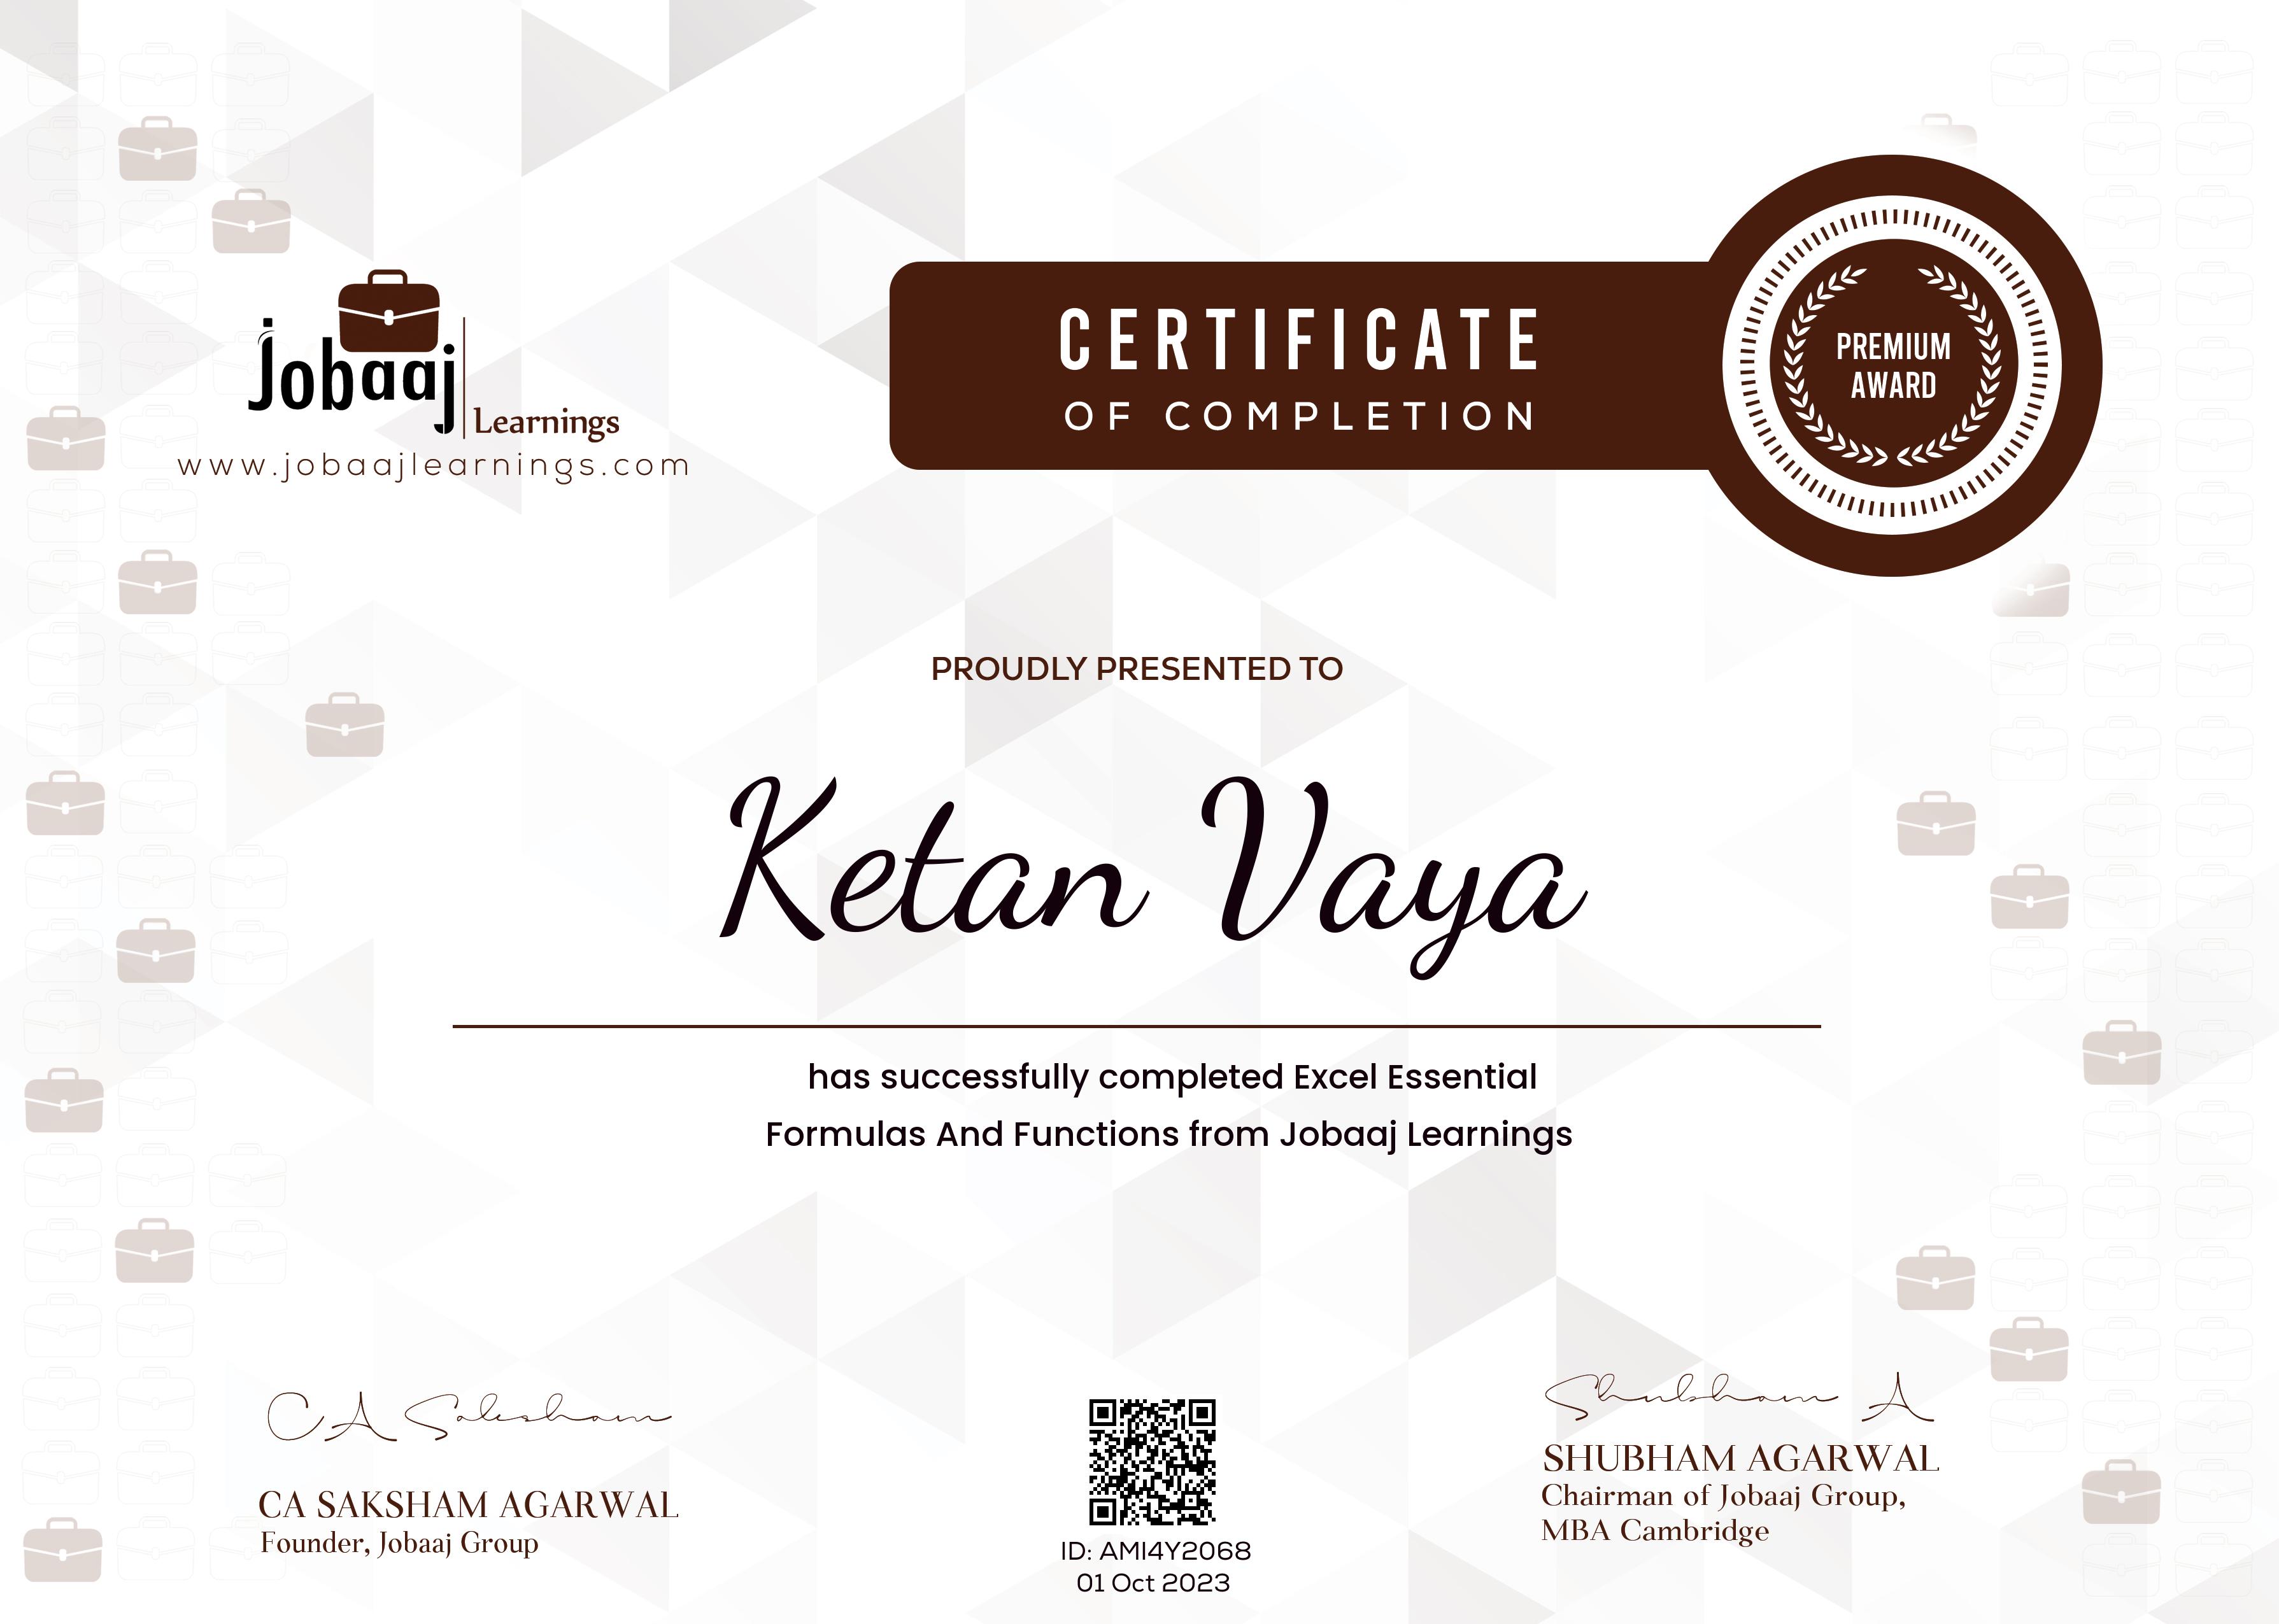 Jobaaj
Learnings
www.jobaajlearnings.com
CERTIFICATE
OF COMPLETION
PREMIUM
AWARD
PROUDLY PRESENTED TO
Ketan Vaya
has successfully completed Excel Essential
Formulas And Functions from Jobaaj Learnings
CA Saksham
CA SAKSHAM AGARWAL
Founder, Jobaaj Group
ID: AMI4Y2068
01 Oct 2023
Shubham A
SHUBHAM AGARWAL
Chairman of Jobaaj Group,
MBA Cambridge